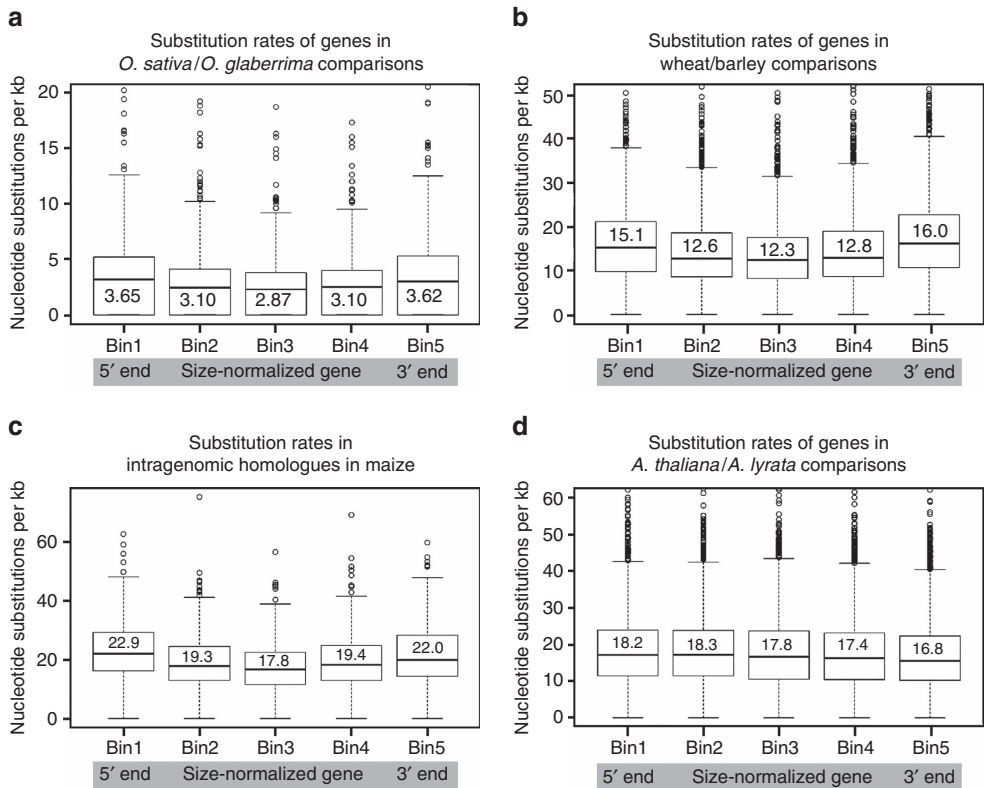 a
Substitution rates of genes in
O. sativa/O. glaberrima comparisons
Nucleotide substitutions per kb
20
15
10
5
0
3.65
3.10
2.87
3.10
3.62
Bin1 Bin2 Bin3 Bin4 Bin5
5′ end Size-normalized gene 3′ end
b
Substitution rates of genes in
wheat/barley comparisons
Nucleotide substitutions per kb
50
40
30
20
10
0
15.1
12.6
12.3
12.8
16.0
Bin1 Bin2 Bin3 Bin4 Bin5
5′ end Size-normalized gene 3′ end
c
Substitution rates in
intragenomic homologues in maize
Nucleotide substitutions per kb
60
40
20
0
22.9
19.3
17.8
19.4
22.0
Bin1 Bin2 Bin3 Bin4 Bin5
5′ end Size-normalized gene 3′ end
d
Substitution rates of genes in
A. thaliana/A. lyrata comparisons
Nucleotide substitutions per kb
60
50
40
30
20
10
0
18.2
18.3
17.8
17.4
16.8
Bin1 Bin2 Bin3 Bin4 Bin5
5′ end Size-normalized gene 3′ end